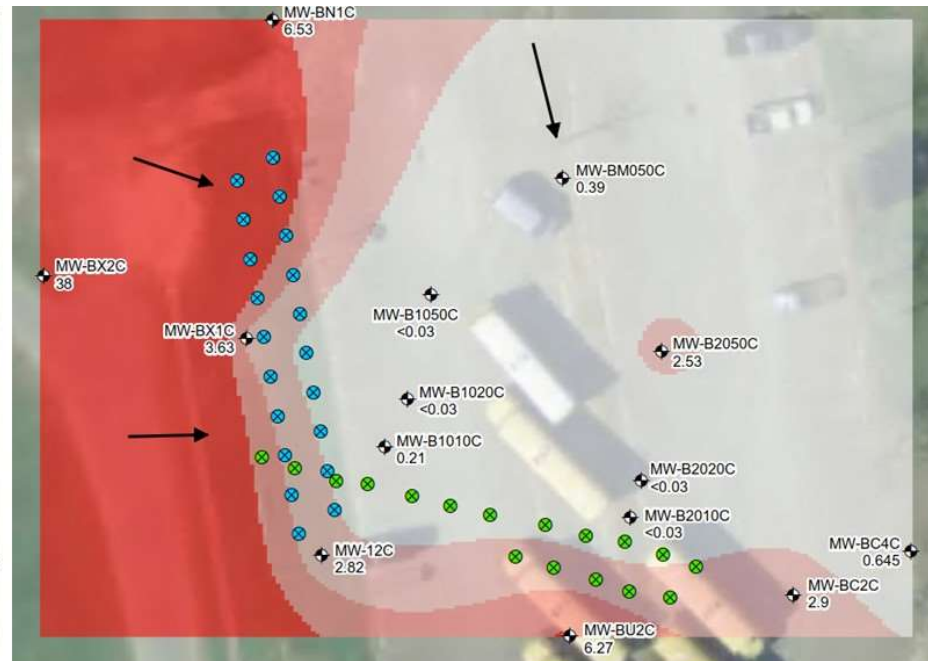 MW-BN1C
6.53
MW-BM050C
0.39
MW-BX2C
38
MW-B1050C
<0.03
MW-BX1C
3.63
MW-B2050C
2.53
MW-B1020C
<0.03
MW-B1010C
0.21
MW-B2020C
<0.03
MW-B2010C
<0.03
MW-12C
2.82
MW-BC4C
0.645
MW-BC2C
2.9
MW-BU2C
6.27